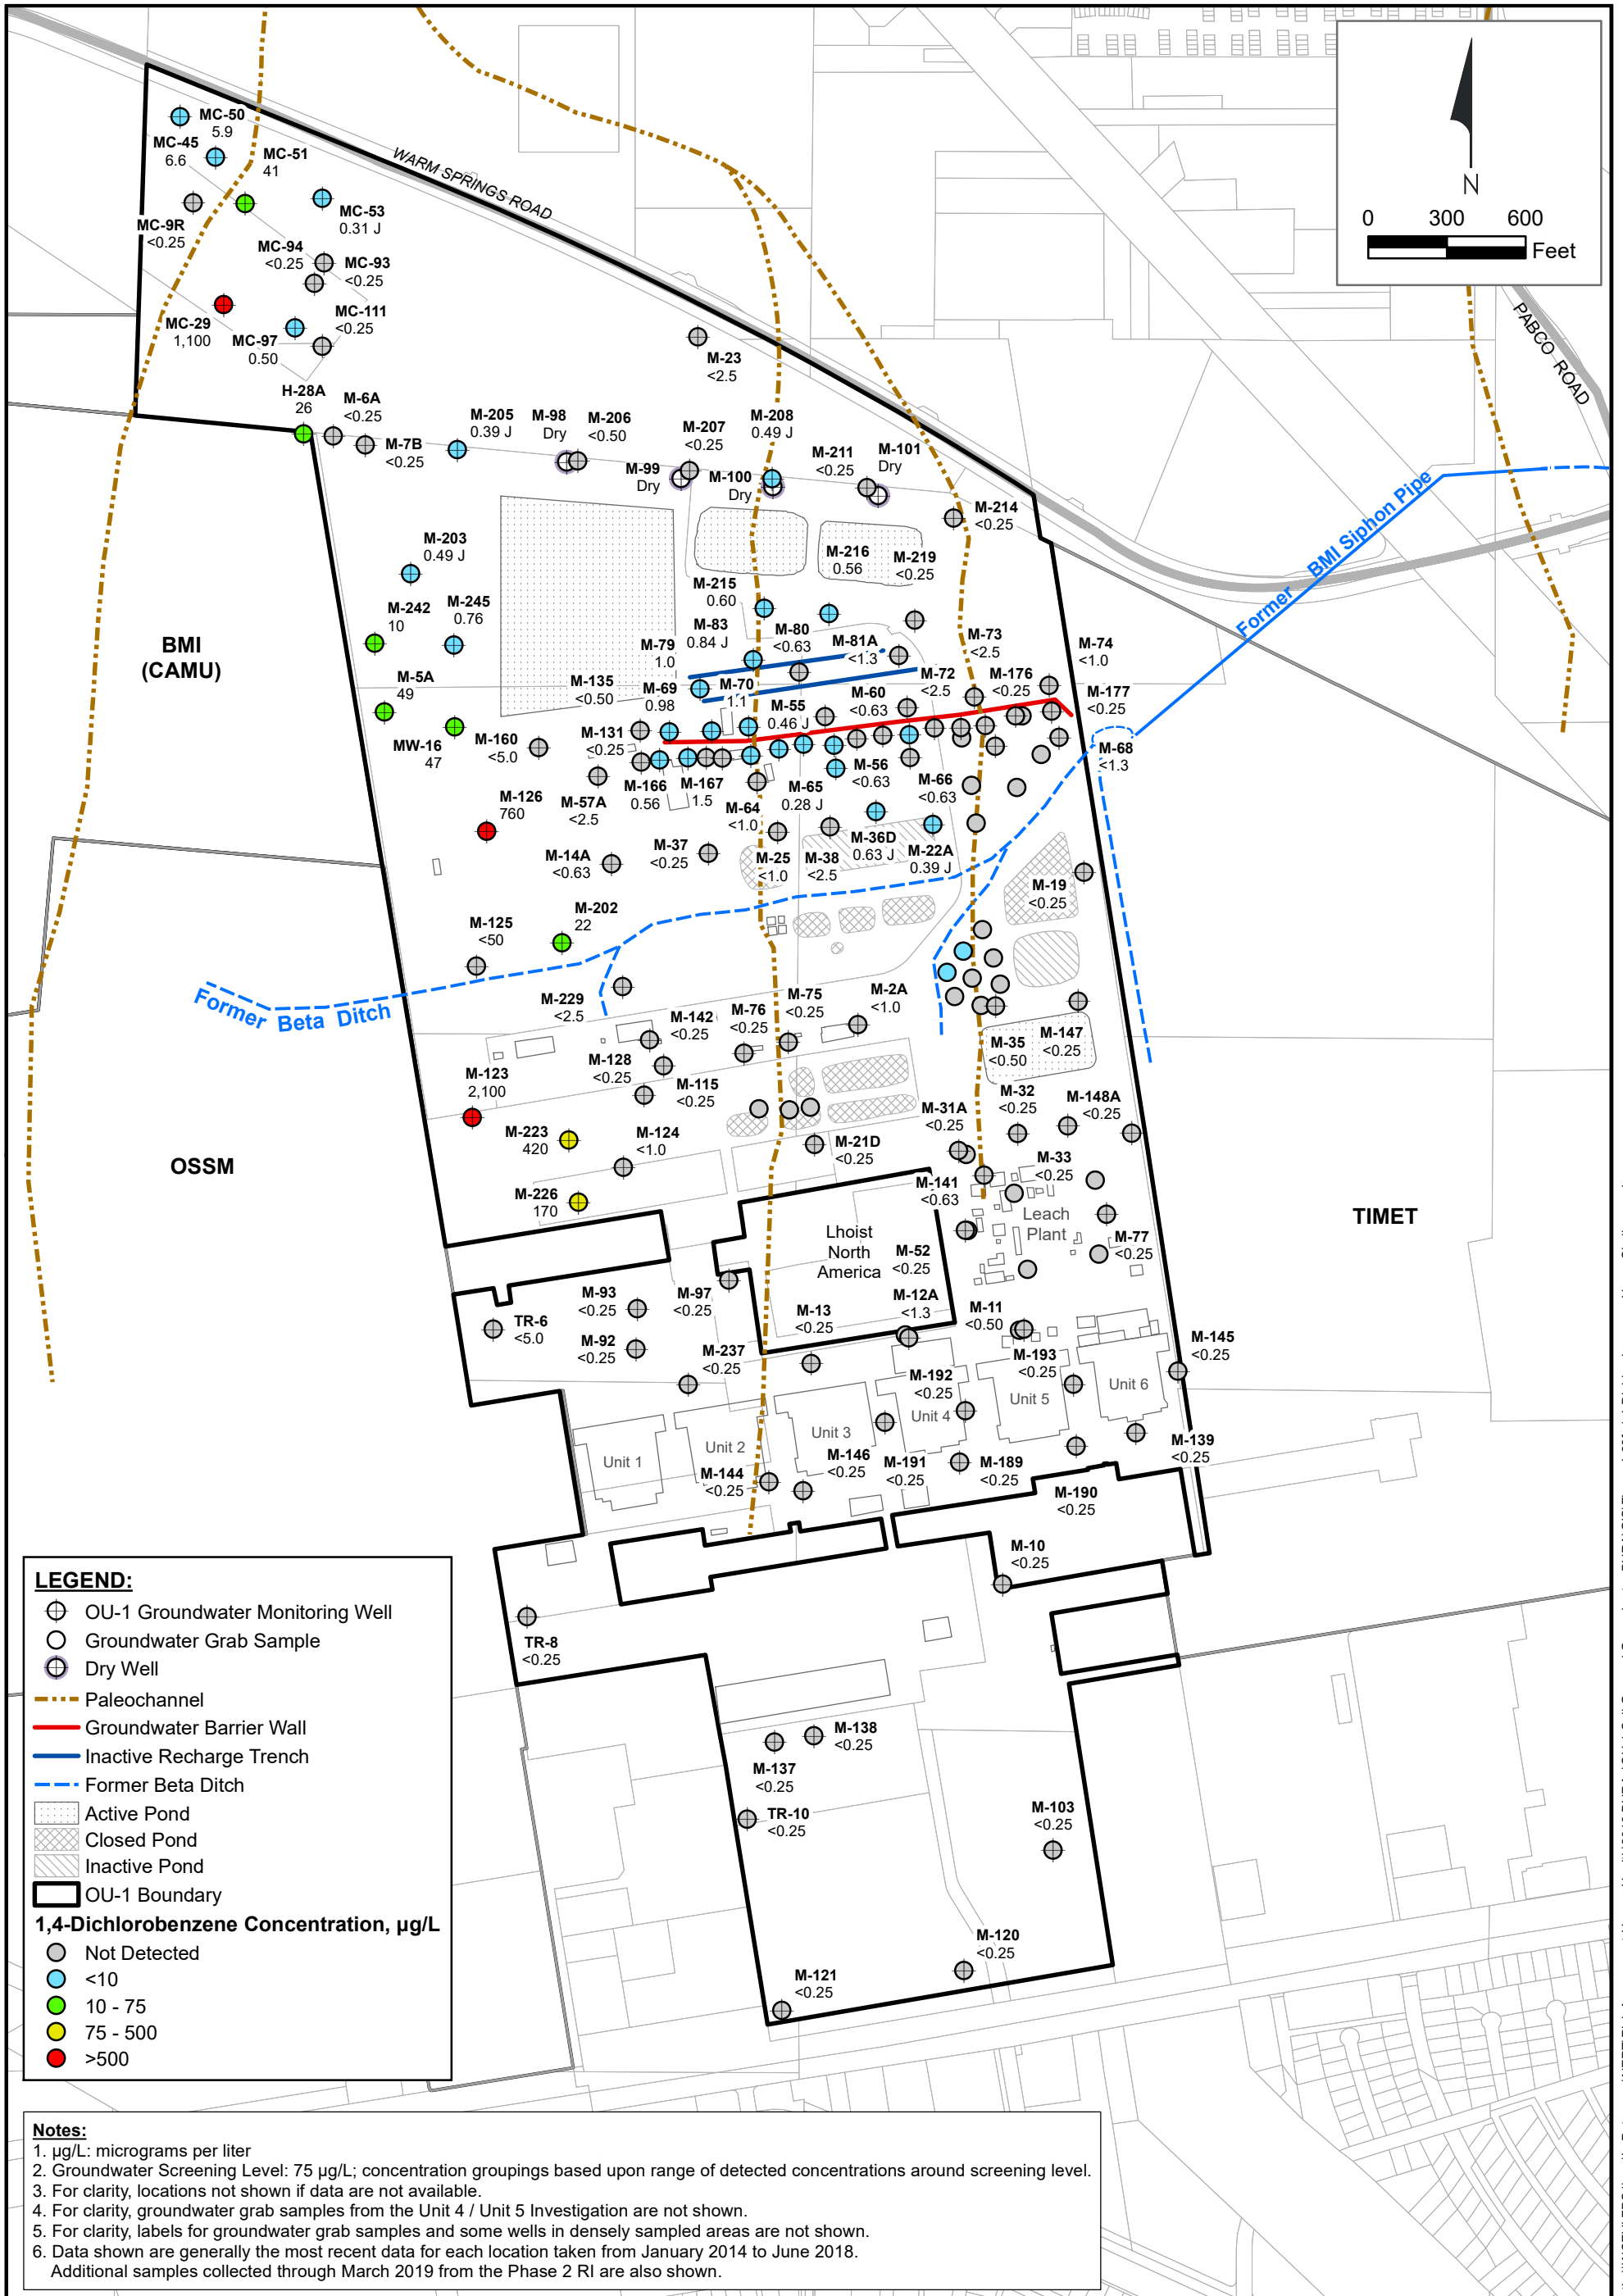 MC-50
5.9
MC-45
6.6
MC-51
41
WARM SPRINGS ROAD
MC-53
0.31 J
MC-9R
<0.25
MC-94
<0.25
MC-93
<0.25
MC-29
1,100
MC-97
0.50
MC-111
<0.25
N
0 300 600
Feet
PABCO ROAD
M-23
<2.5
H-28A
26
M-6A
<0.25
M-7B
<0.25
M-205
0.39 J
M-98
Dry
M-206
<0.50
M-207
<0.25
M-99
Dry
M-208
0.49 J
M-100
Dry
M-211
<0.25
M-101
Dry
M-214
<0.25
Former BMI Siphon Pipe
M-203
0.49 J
M-242
10
M-245
0.76
M-216
0.56
M-219
<0.25
M-215
0.60
M-83
0.84 J
M-80
<0.63
M-81A
<1.3
M-73
<2.5
M-74
<1.0
BMI
(CAMU)
M-5A
49
M-79
1.0
M-135
<0.50
M-69
0.98
M-70
1.1
M-72
<2.5
M-176
<0.25
M-177
<0.25
M-55
0.46 J
M-60
<0.63
MW-16
47
M-160
<5.0
M-131
<0.25
M-56
<0.63
M-68
<1.3
M-126
760
M-57A
<2.5
M-166
0.56
M-167
1.5
M-64
<1.0
M-65
0.28 J
M-66
<0.63
M-14A
<0.63
M-37
<0.25
M-25
<1.0
M-38
<2.5
M-36D
0.63 J
M-22A
0.39 J
M-19
<0.25
M-125
<50
M-202
22
Former Beta Ditch
M-229
<2.5
M-142
<0.25
M-76
<0.25
M-75
<0.25
M-2A
<1.0
M-35
<0.50
M-147
<0.25
M-123
2,100
M-128
<0.25
M-115
<0.25
M-32
<0.25
M-148A
<0.25
M-31A
<0.25
M-223
420
M-124
<1.0
M-21D
<0.25
OSSM
M-33
<0.25
M-226
170
M-141
<0.63
Leach
Plant
TIMET
Lhoist
North
America
M-52
<0.25
M-77
<0.25
M-93
<0.25
M-97
<0.25
M-12A
<1.3
M-11
<0.50
TR-6
<5.0
M-13
<0.25
M-92
<0.25
M-237
<0.25
M-193
<0.25
M-145
<0.25
M-192
<0.25
Unit 1
Unit 2
Unit 3
Unit 4
Unit 5
Unit 6
M-144
<0.25
M-146
<0.25
M-191
<0.25
M-189
<0.25
M-139
<0.25
M-190
<0.25
M-10
<0.25
TR-8
<0.25
M-138
<0.25
M-137
<0.25
TR-10
<0.25
M-103
<0.25
M-120
<0.25
M-121
<0.25
LEGEND:
OU-1 Groundwater Monitoring Well
Groundwater Grab Sample
Dry Well
Paleochannel
Groundwater Barrier Wall
Inactive Recharge Trench
Former Beta Ditch
Active Pond
Closed Pond
Inactive Pond
OU-1 Boundary
1,4-Dichlorobenzene Concentration, µg/L
Not Detected
<10
10 - 75
75 - 500
>500
Notes:
1. µg/L: micrograms per liter
2. Groundwater Screening Level: 75 µg/L; concentration groupings based upon range of detected concentrations around screening level.
3. For clarity, locations not shown if data are not available.
4. For clarity, groundwater grab samples from the Unit 4 / Unit 5 Investigation are not shown.
5. For clarity, labels for groundwater grab samples and some wells in densely sampled areas are not shown.
6. Data shown are generally the most recent data for each location taken from January 2014 to June 2018.
Additional samples collected through March 2019 from the Phase 2 RI are also shown.